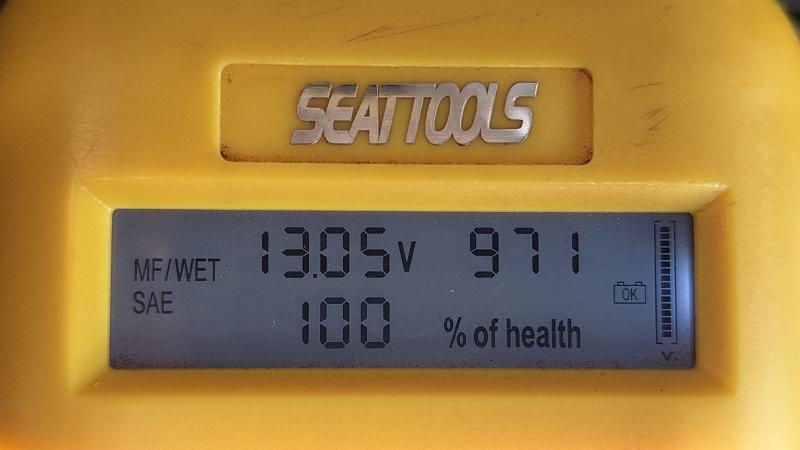 SEATTOOLS
MF/WET 13.05V 971
SAE 100 % of health
OK
V